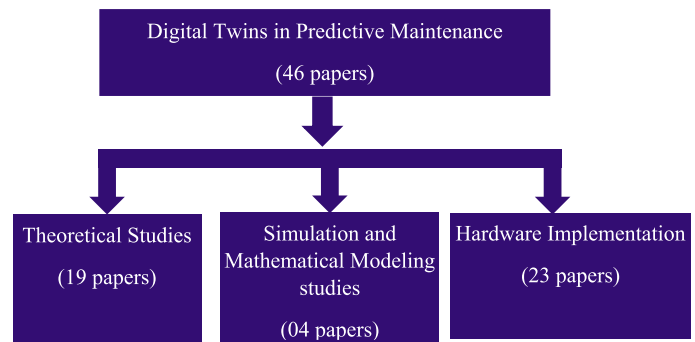 Digital Twins in Predictive Maintenance
(46 papers)
Theoretical Studies
(19 papers)
Simulation and
Mathematical Modeling
studies
(04 papers)
Hardware Implementation
(23 papers)